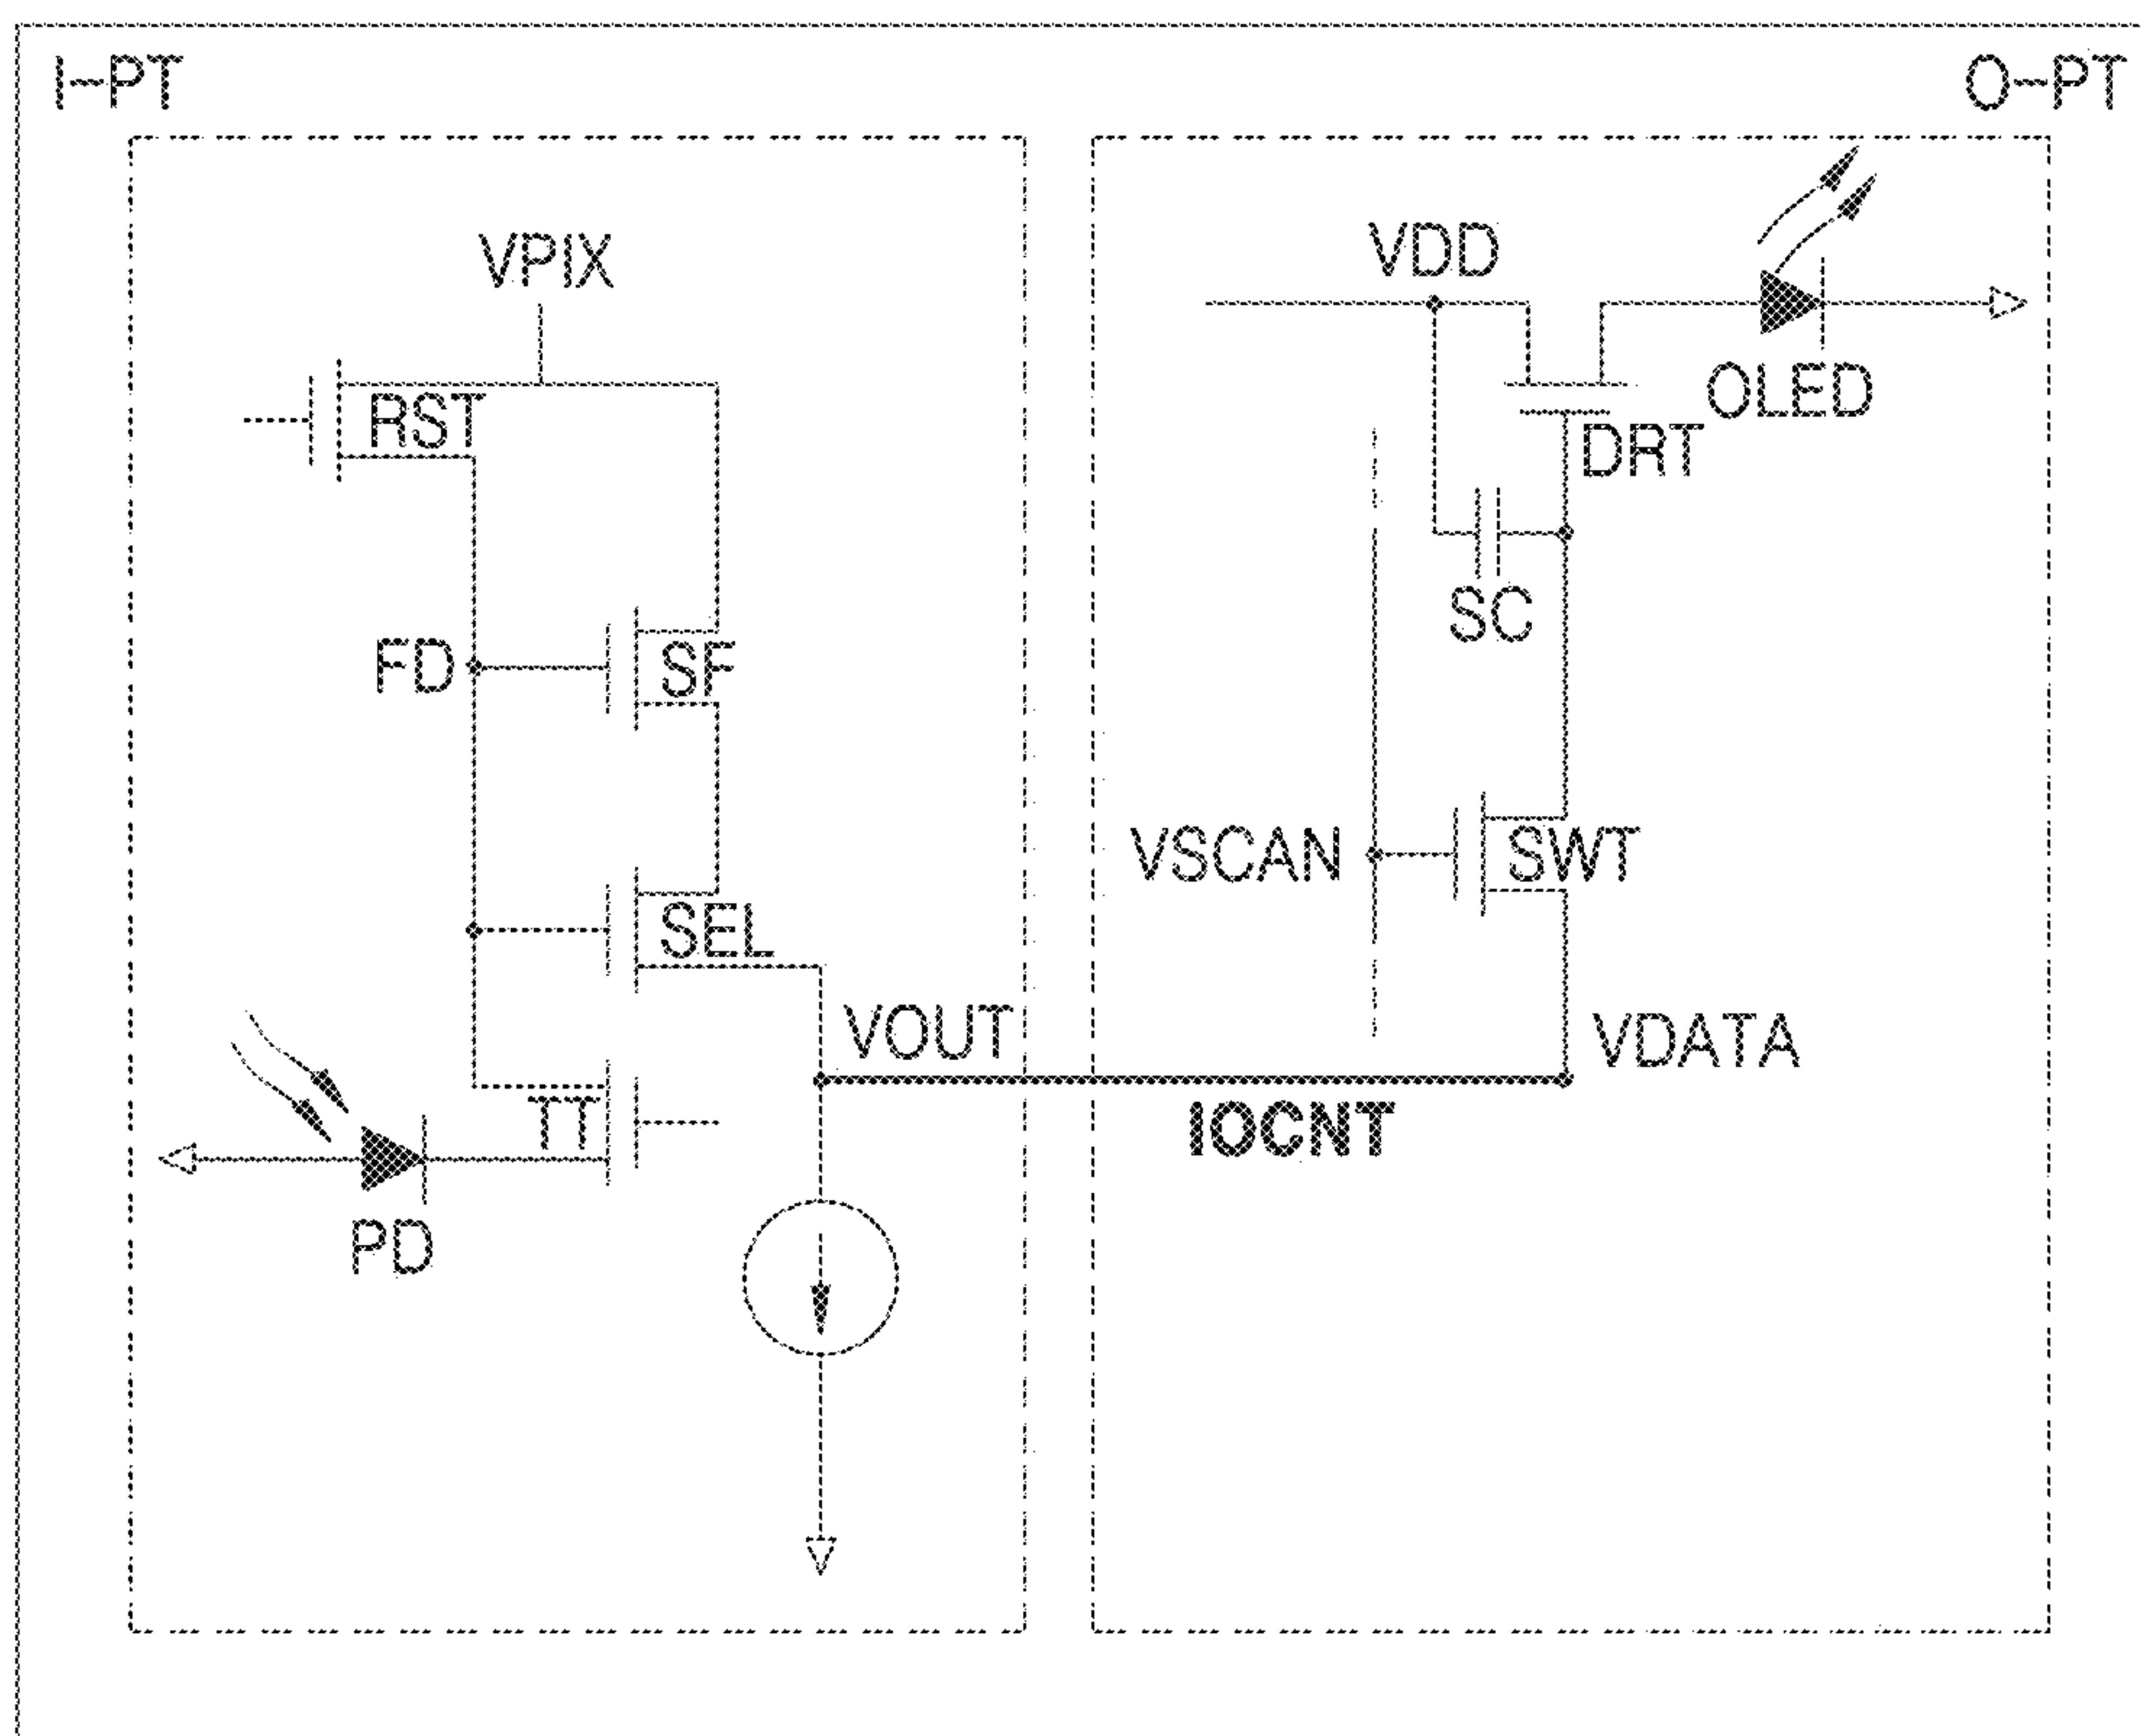 I-PT
O-PT
VPIX
VDD
RST
OLED
DRT
SC
FD
SF
VSCAN
SWT
SEL
VOUT
VDATA
TT
IOCNT
PD